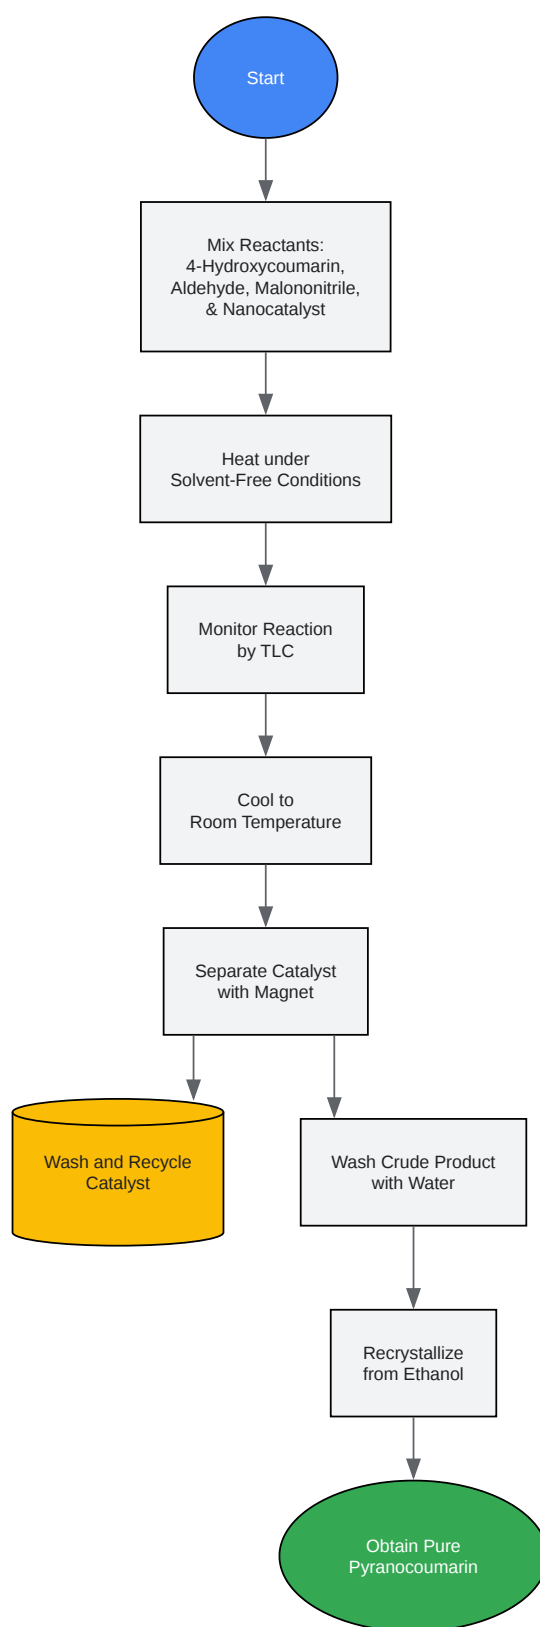 Start
Mix Reactants:
4-Hydroxycoumarin,
Aldehyde, Malononitrile,
& Nanocatalyst
Heat under
Solvent-Free Conditions
Monitor Reaction
by TLC
Cool to
Room Temperature
Separate Catalyst
with Magnet
Wash and Recycle
Catalyst
Wash Crude Product
with Water
Recrystallize
from Ethanol
Obtain Pure
Pyranocoumarin